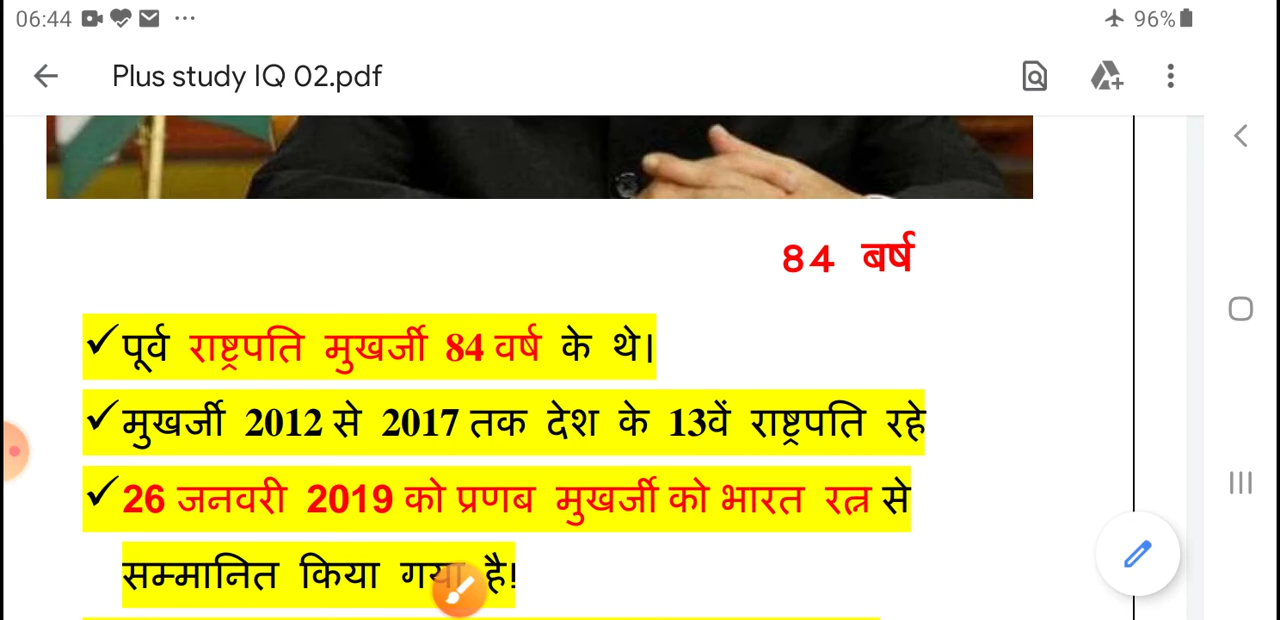 06:44 ... 96%
Plus study IQ 02.pdf
84 बर्ष
✓पूर्व राष्ट्रपति मुखर्जी 84 वर्ष के थे।
✓मुखर्जी 2012 से 2017 तक देश के 13वें राष्ट्रपति रहे
✓26 जनवरी 2019 को प्रणब मुखर्जी को भारत रत्न से
सम्मानित किया गया है!